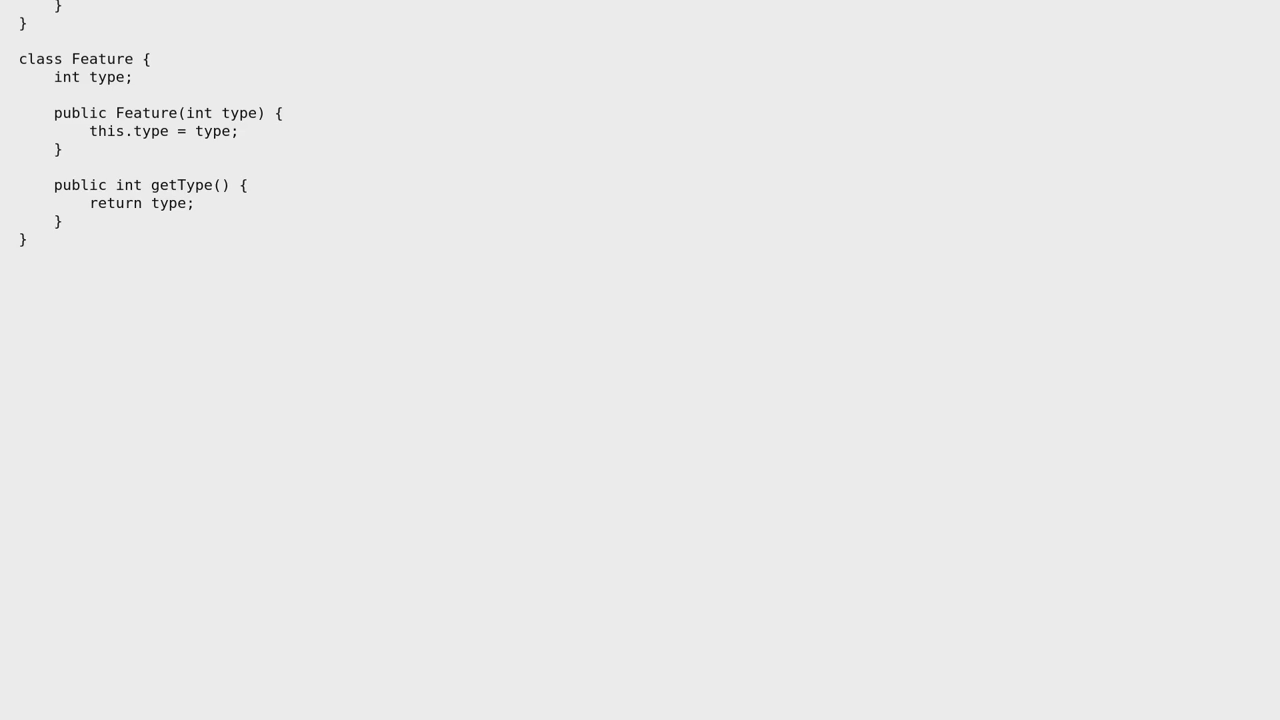 }
}

class Feature {
    int type;

    public Feature(int type) {
        this.type = type;
    }

    public int getType() {
        return type;
    }
}